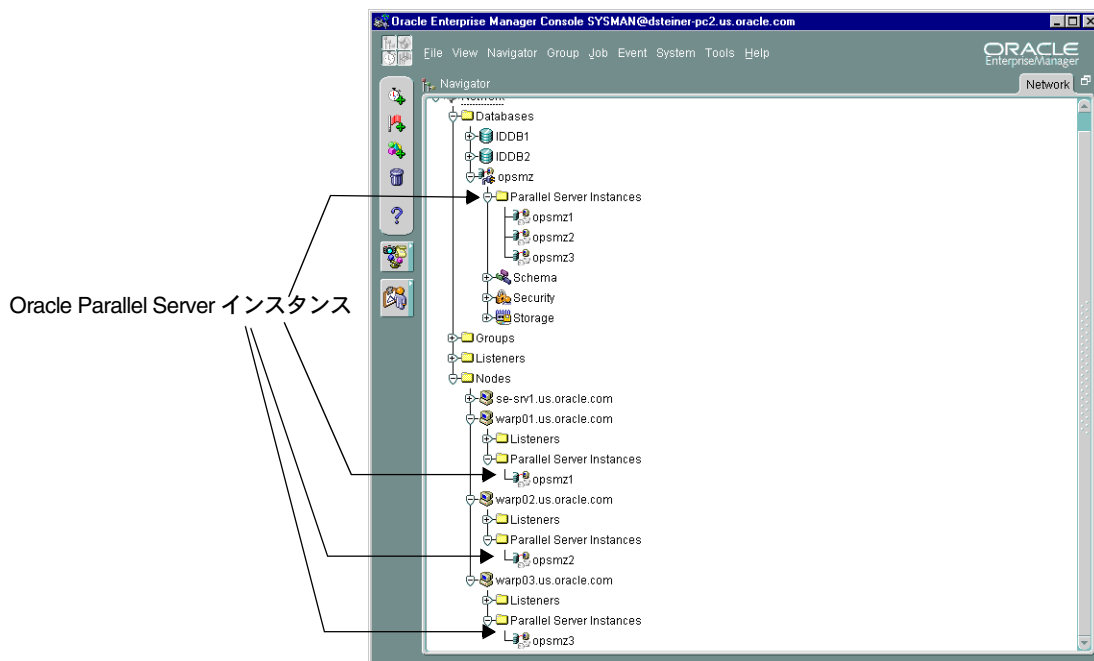 Oracle Enterprise Manager Console SYSMAN@dsteiner-pc2.us.oracle.com
File View Navigator Group Job Event System Tools Help
ORACLE
EnterpriseManager
Navigator
Network
Network
Databases
IDDB1
IDDB2
opsmz
Parallel Server Instances
opsmz1
opsmz2
opsmz3
Schema
Security
Storage
Oracle Parallel Server インスタンス
Groups
Listeners
Nodes
se-srv1.us.oracle.com
warp01.us.oracle.com
Listeners
Parallel Server Instances
opsmz1
warp02.us.oracle.com
Listeners
Parallel Server Instances
opsmz2
warp03.us.oracle.com
Listeners
Parallel Server Instances
opsmz3